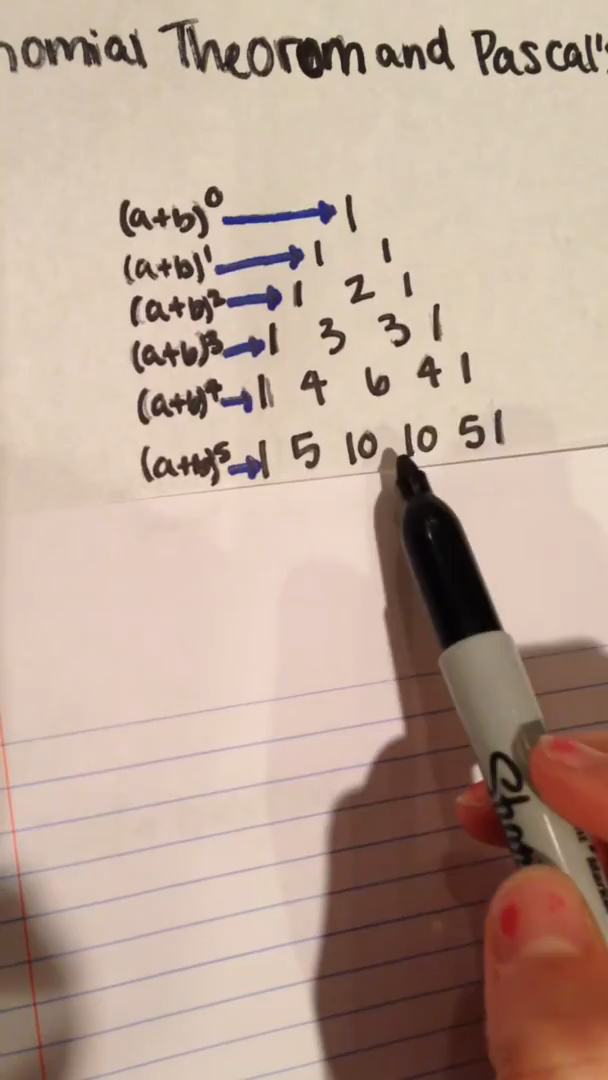 nomial Theorem and Pascal's
(a+b)⁰ → 1
(a+b)¹ → 1 1
(a+b)² → 1 2 1
(a+b)³ → 1 3 3 1
(a+b)⁴ → 1 4 6 4 1
(a+b)⁵ → 1 5 10 10 5 1